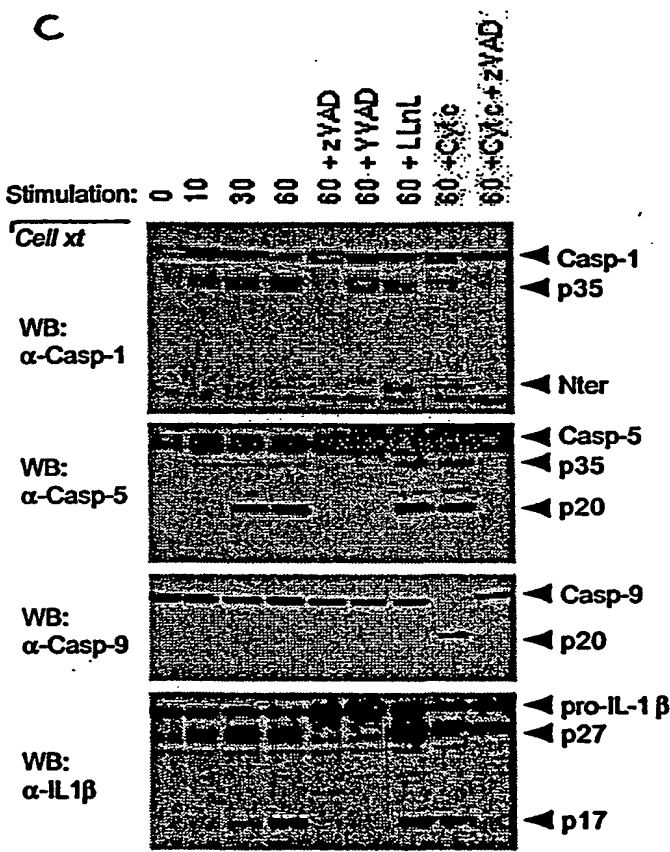 C
Stimulation: 0 10 30 60 60 + zVAD 60 + YVAD 60 + LLnL 60 + Cyt c 60 + Cyt c + zVAD
Cell xt
WB:
α-Casp-1
Casp-1
p35
Nter
WB:
α-Casp-5
Casp-5
p35
p20
WB:
α-Casp-9
Casp-9
p20
WB:
α-IL1β
pro-IL-1β
p27
p17